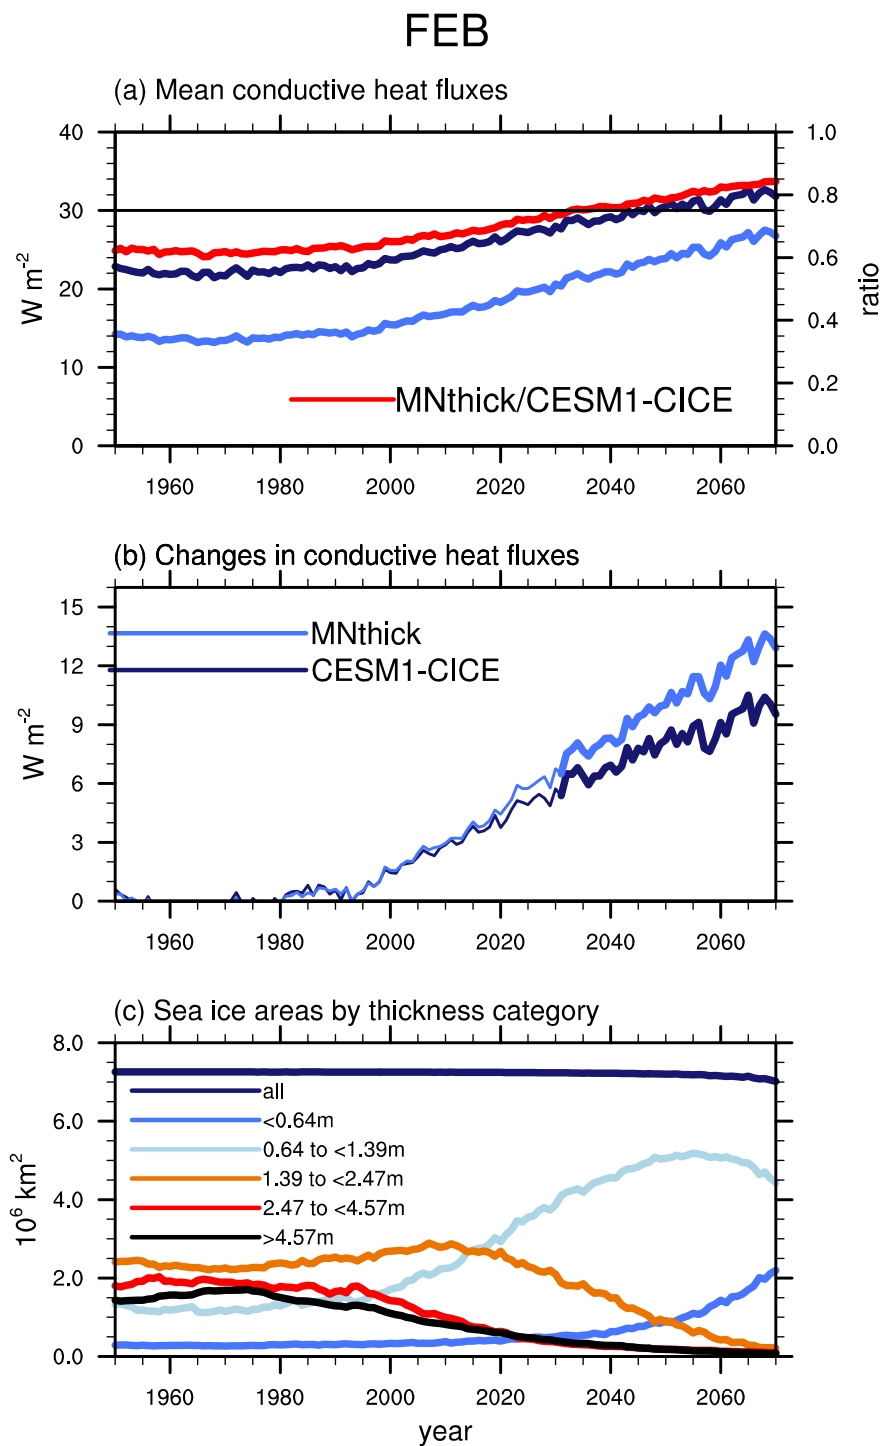 FEB
(a) Mean conductive heat fluxes
40
30
20
10
0
W m⁻²
1.0
0.8
0.6
0.4
0.2
0.0
ratio
MNthick/CESM1-CICE
1960 1980 2000 2020 2040 2060
(b) Changes in conductive heat fluxes
15
12
9
6
3
0
W m⁻²
MNthick
CESM1-CICE
1960 1980 2000 2020 2040 2060
(c) Sea ice areas by thickness category
8.0
6.0
4.0
2.0
0.0
10⁶ km²
all
<0.64m
0.64 to <1.39m
1.39 to <2.47m
2.47 to <4.57m
>4.57m
1960 1980 2000 2020 2040 2060
year